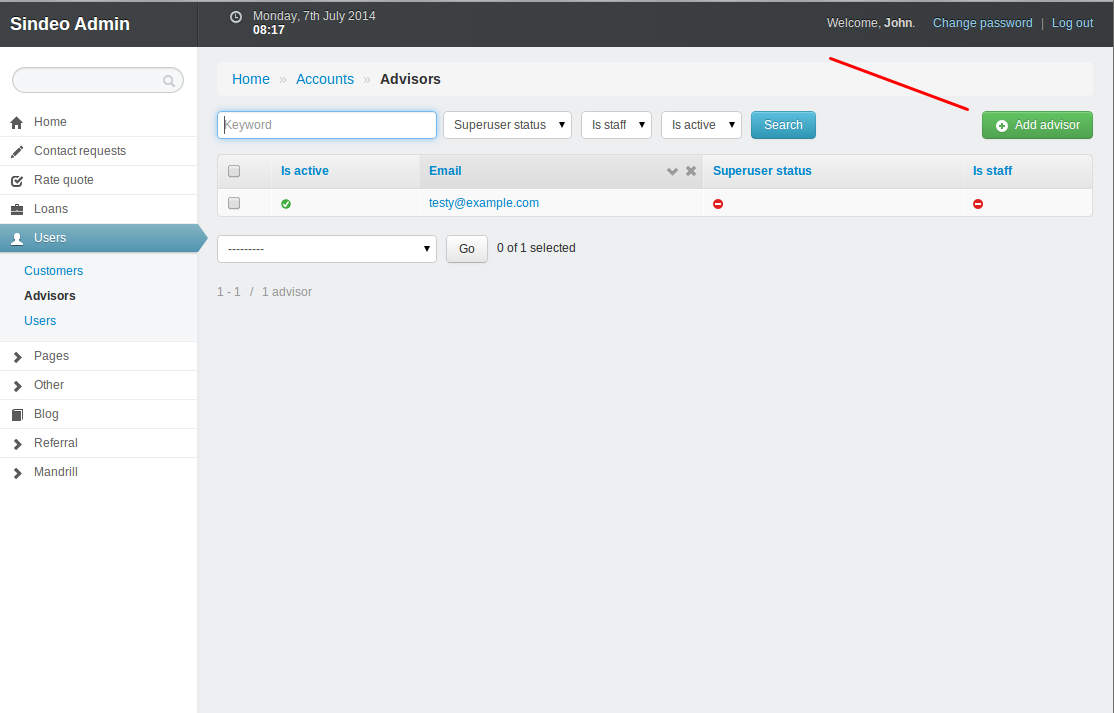 Sindeo Admin
Monday, 7th July 2014
08:17
Welcome, John. Change password | Log out
Home
Contact requests
Rate quote
Loans
Users
Customers
Advisors
Users
Pages
Other
Blog
Referral
Mandrill
Home » Accounts » Advisors
Keyword Superuser status Is staff Is active Search Add advisor
Is active Email Superuser status Is staff
testy@example.com
--------- Go 0 of 1 selected
1 - 1 / 1 advisor